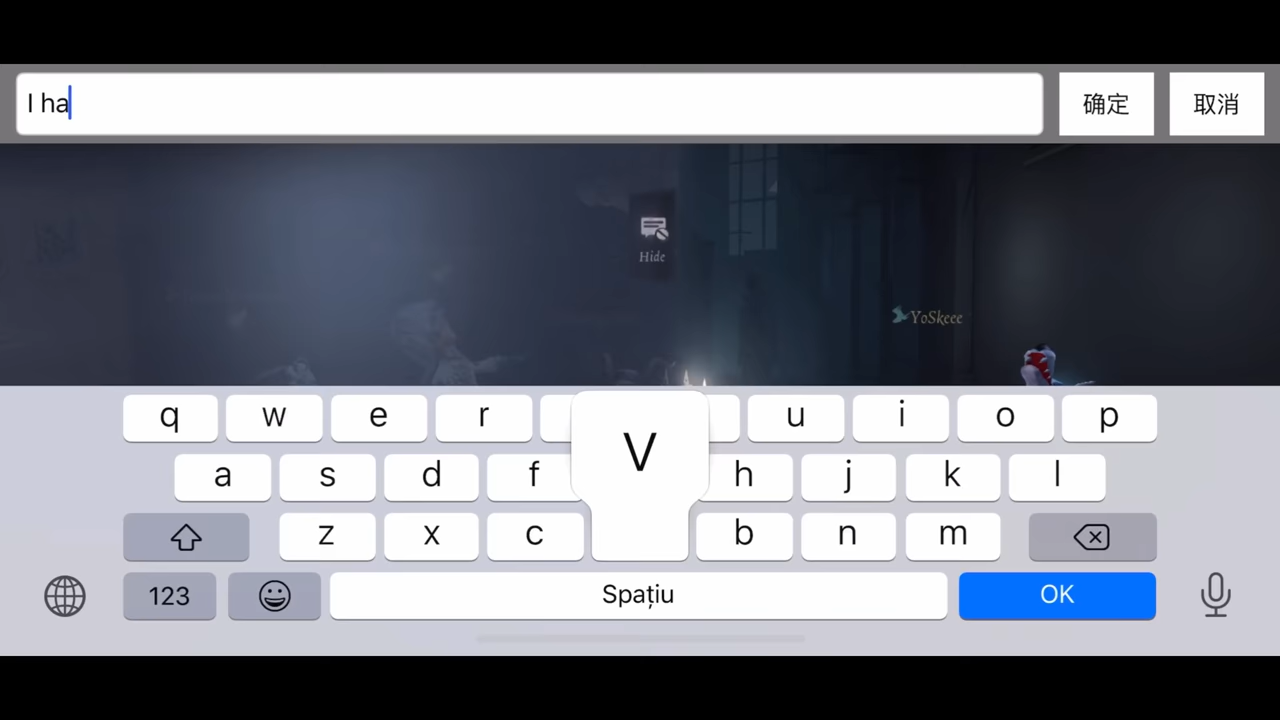 I ha
确定
取消
Hide
YoSkeee
q w e r u i o p
V
a s d f h j k l
z x c b n m
123
Spațiu
OK